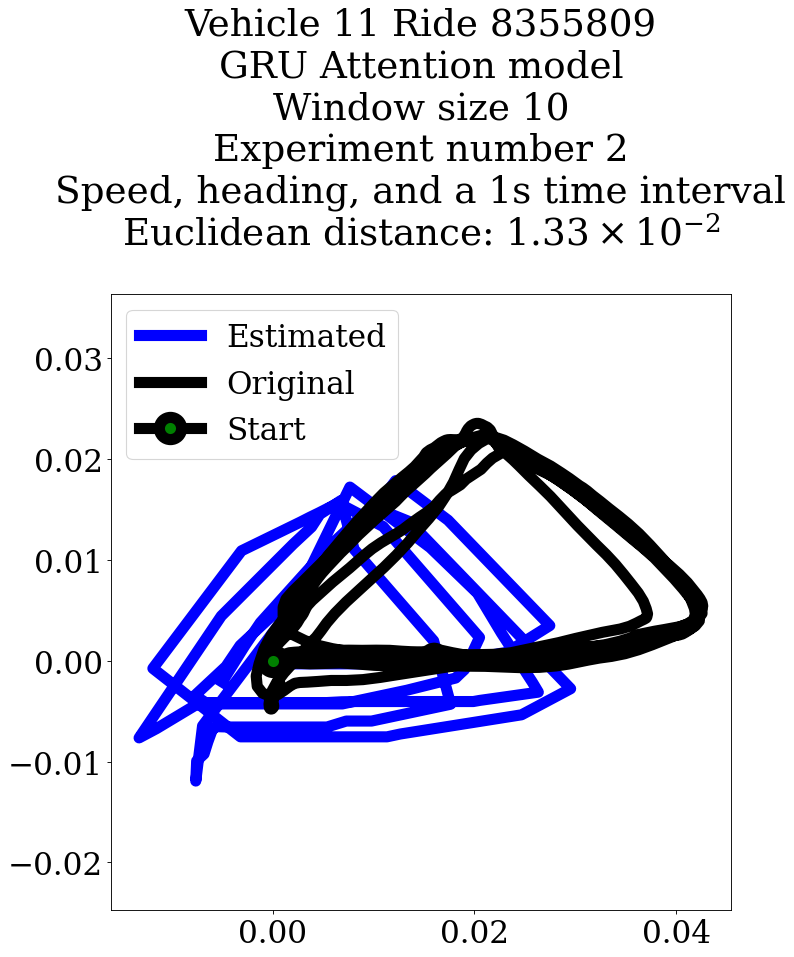 Vehicle 11 Ride 8355809
GRU Attention model
Window size 10
Experiment number 2
Speed, heading, and a 1s time interval
Euclidean distance: 1.33 × 10⁻²
Estimated
Original
Start
0.03
0.02
0.01
0.00
−0.01
−0.02
0.00 0.02 0.04